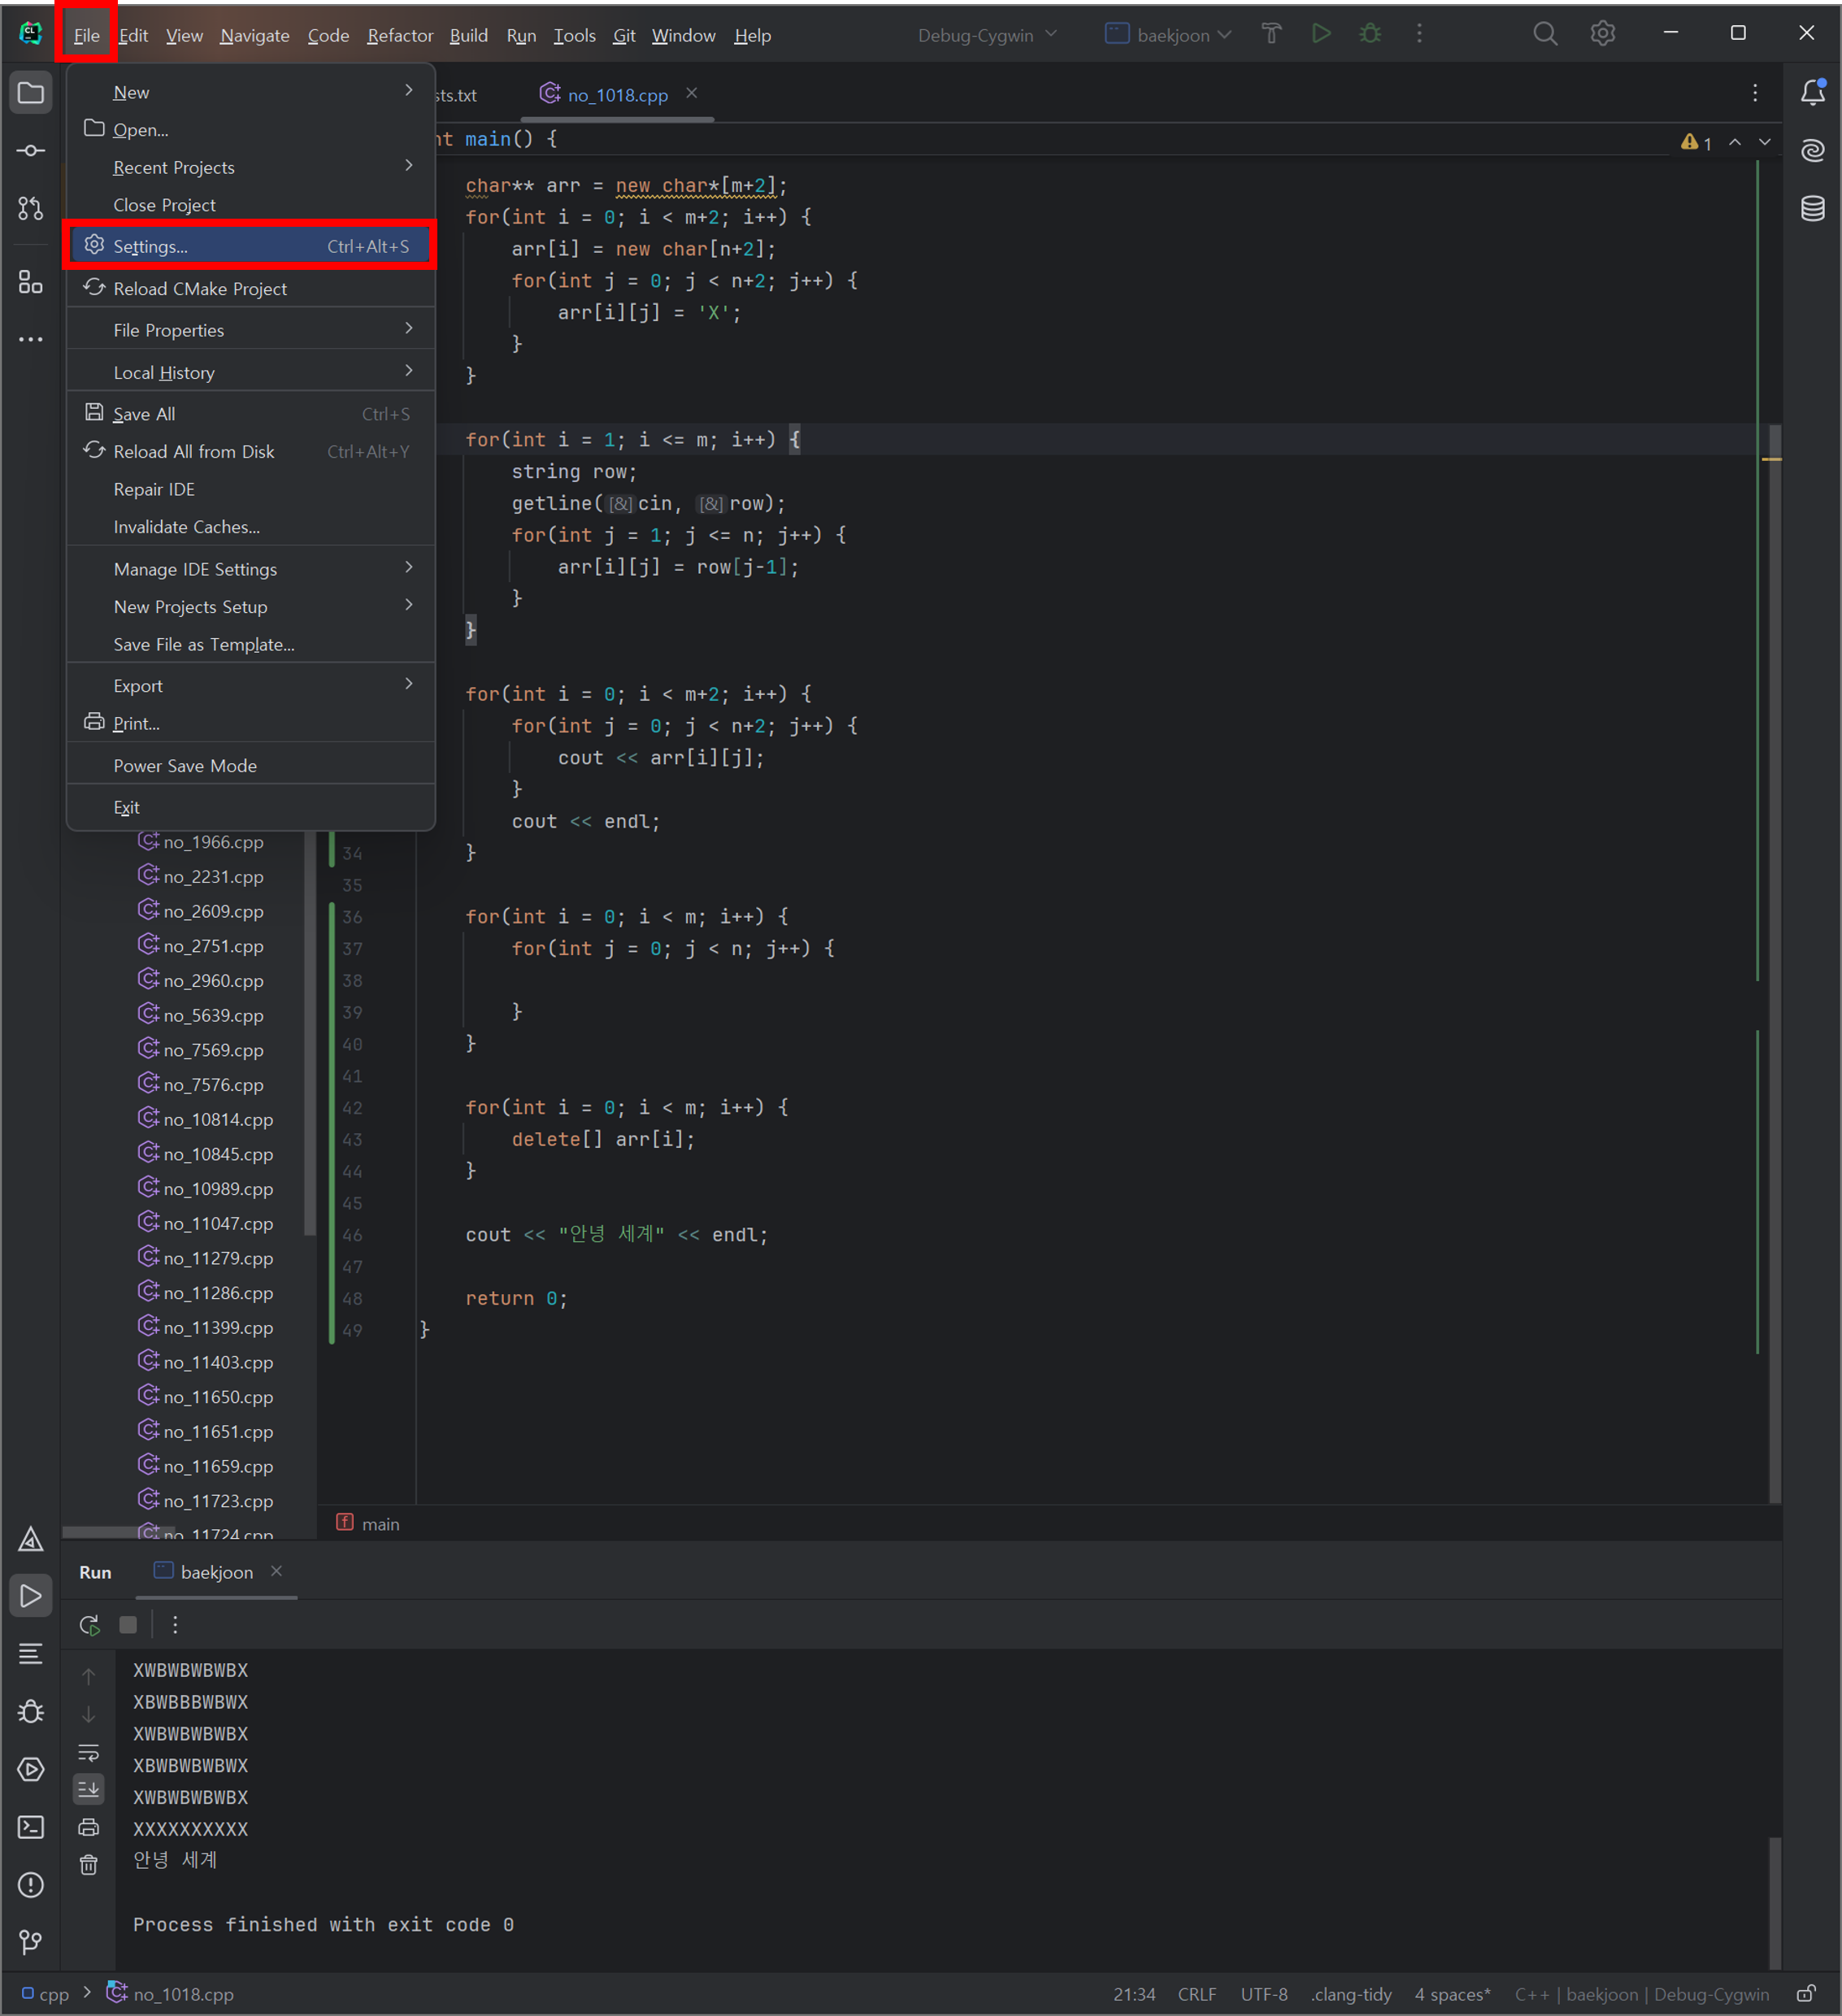 CL
File Edit View Navigate Code Refactor Build Run Tools Git Window Help
Debug-Cygwin
baekjoon
New
Open...
Recent Projects
Close Project
Settings... Ctrl+Alt+S
Reload CMake Project
File Properties
Local History
Save All Ctrl+S
Reload All from Disk Ctrl+Alt+Y
Repair IDE
Invalidate Caches...
Manage IDE Settings
New Projects Setup
Save File as Template...
Export
Print...
Power Save Mode
Exit
sts.txt
no_1018.cpp
nt main() {
1
char** arr = new char*[m+2];
for(int i = 0; i < m+2; i++) {
arr[i] = new char[n+2];
for(int j = 0; j < n+2; j++) {
arr[i][j] = 'X';
}
}
for(int i = 1; i <= m; i++) {
string row;
getline([&]cin, [&]row);
for(int j = 1; j <= n; j++) {
arr[i][j] = row[j-1];
}
}
for(int i = 0; i < m+2; i++) {
for(int j = 0; j < n+2; j++) {
cout << arr[i][j];
}
cout << endl;
34 }
35
36 for(int i = 0; i < m; i++) {
37 for(int j = 0; j < n; j++) {
38
39 }
40 }
41
42 for(int i = 0; i < m; i++) {
43 delete[] arr[i];
44 }
45
46 cout << "안녕 세계" << endl;
47
48 return 0;
49 }
no_1966.cpp
no_2231.cpp
no_2609.cpp
no_2751.cpp
no_2960.cpp
no_5639.cpp
no_7569.cpp
no_7576.cpp
no_10814.cpp
no_10845.cpp
no_10989.cpp
no_11047.cpp
no_11279.cpp
no_11286.cpp
no_11399.cpp
no_11403.cpp
no_11650.cpp
no_11651.cpp
no_11659.cpp
no_11723.cpp
no_11724.cpp
f main
Run baekjoon
XWBWBWBWBX
XBWBBBWBWX
XWBWBWBWBX
XBWBWBWBWX
XWBWBWBWBX
XXXXXXXXXX
안녕 세계
Process finished with exit code 0
cpp > no_1018.cpp
21:34 CRLF UTF-8 .clang-tidy 4 spaces* C++ | baekjoon | Debug-Cygwin